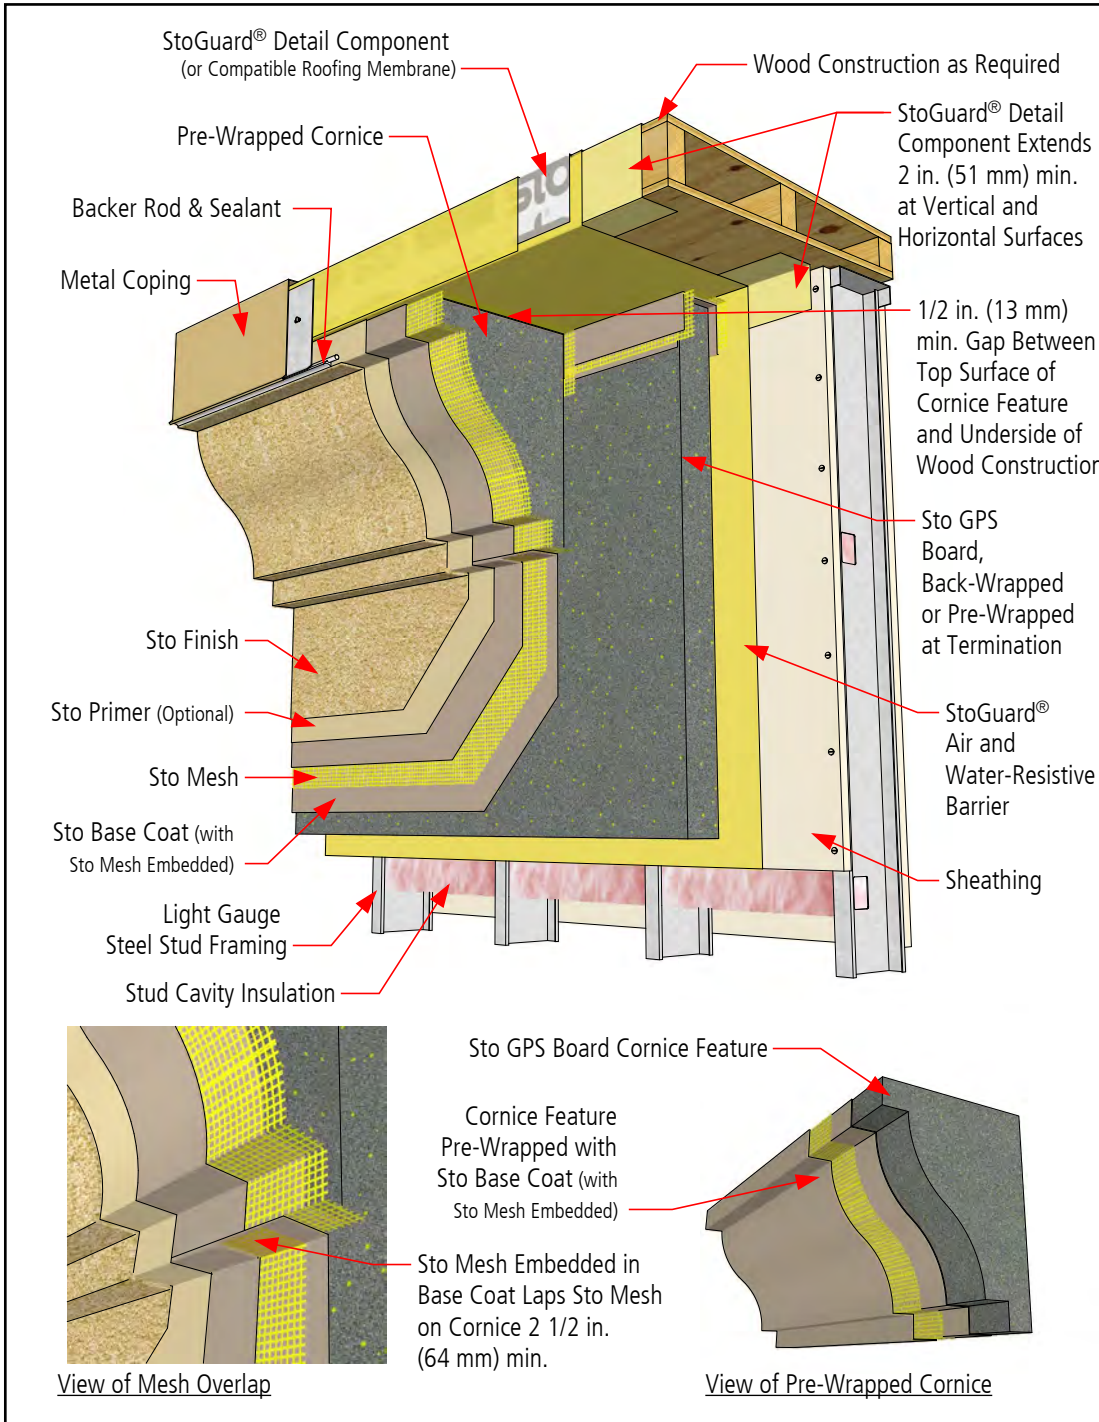 StoGuard® Detail Component
(or Compatible Roofing Membrane)
Wood Construction as Required
Pre-Wrapped Cornice
StoGuard® Detail
Component Extends
2 in. (51 mm) min.
at Vertical and
Horizontal Surfaces
sto
Backer Rod & Sealant
Metal Coping
1/2 in. (13 mm)
min. Gap Between
Top Surface of
Cornice Feature
and Underside of
Wood Construction
Sto GPS
Board,
Back-Wrapped
or Pre-Wrapped
at Termination
Sto Finish
Sto Primer (Optional)
Sto Mesh
Sto Base Coat (with
Sto Mesh Embedded)
StoGuard®
Air and
Water-Resistive
Barrier
Sheathing
Light Gauge
Steel Stud Framing
Stud Cavity Insulation
Sto GPS Board Cornice Feature
Cornice Feature
Pre-Wrapped with
Sto Base Coat (with
Sto Mesh Embedded)
Sto Mesh Embedded in
Base Coat Laps Sto Mesh
on Cornice 2 1/2 in.
(64 mm) min.
View of Mesh Overlap
View of Pre-Wrapped Cornice